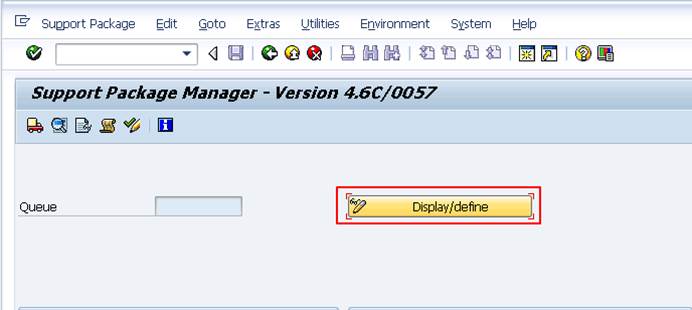 Support Package Edit Goto Extras Utilities Environment System Help
Support Package Manager - Version 4.6C/0057
Queue Display/define